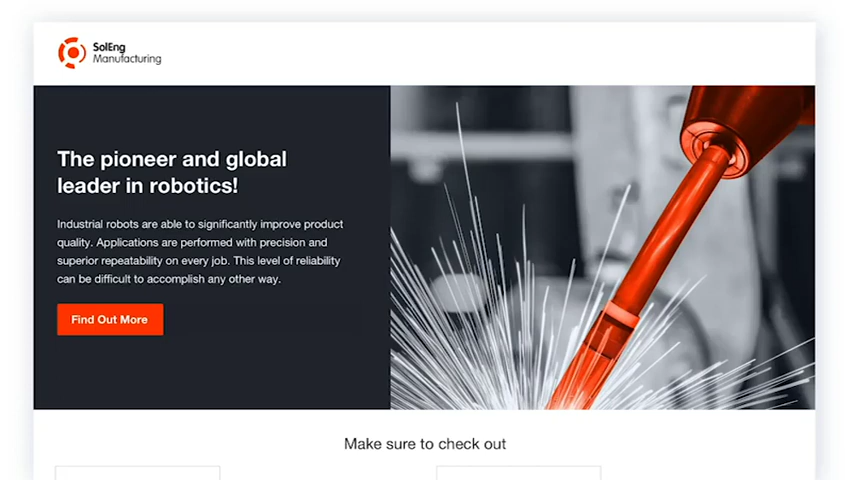 SolEng
Manufacturing
The pioneer and global
leader in robotics!
Industrial robots are able to significantly improve product
quality. Applications are performed with precision and
superior repeatability on every job. This level of reliability
can be difficult to accomplish any other way.
Find Out More
Make sure to check out